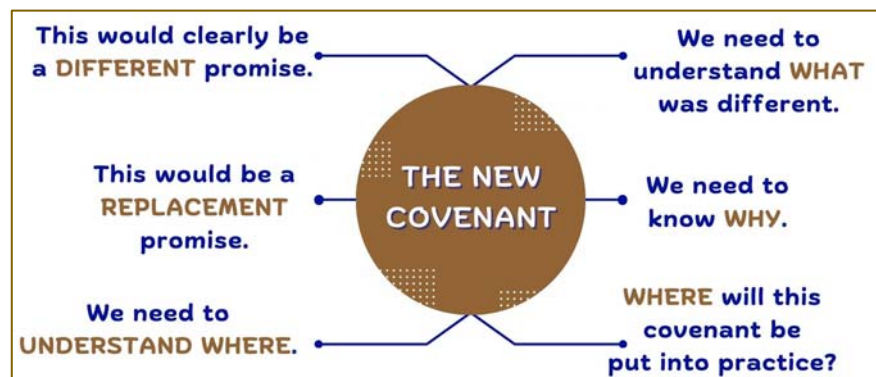 This would clearly be
a DIFFERENT promise.
This would be a
REPLACEMENT
promise.
We need to
UNDERSTAND WHERE.
THE NEW
COVENANT
We need to
understand WHAT
was different.
We need to
know WHY.
WHERE will this
covenant be
put into practice?